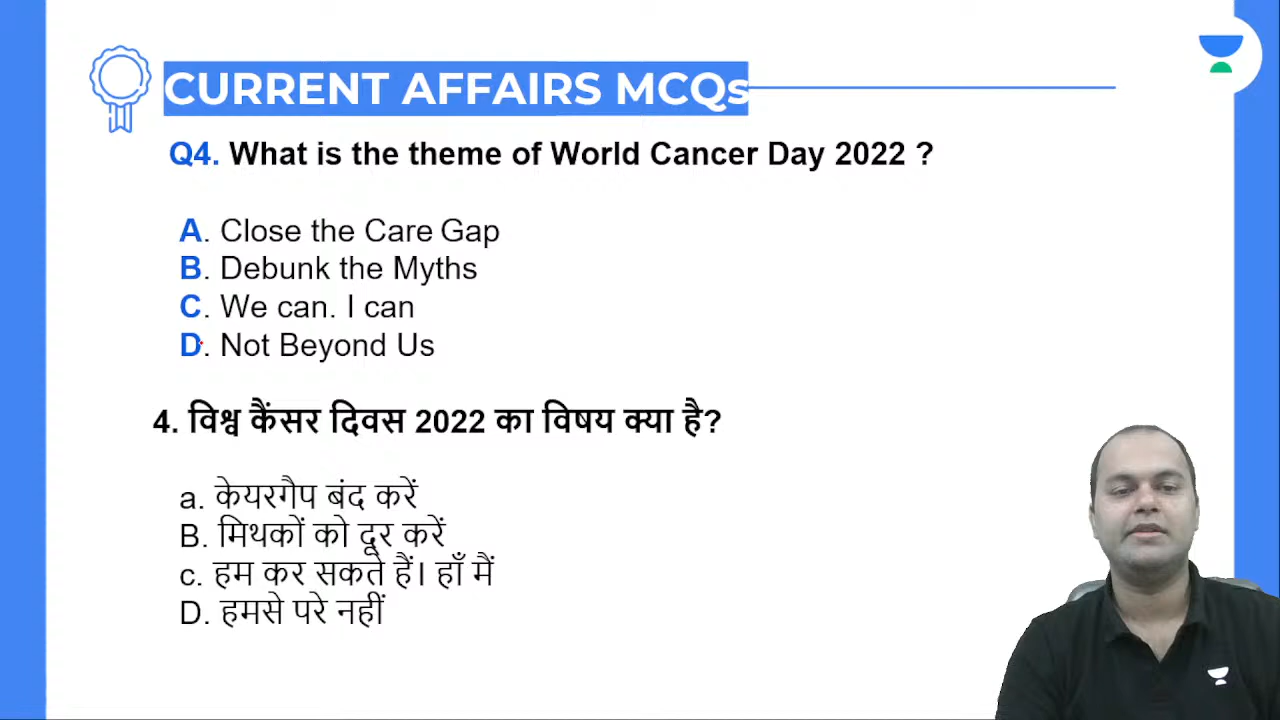 CURRENT AFFAIRS MCQs
Q4. What is the theme of World Cancer Day 2022 ?
A. Close the Care Gap
B. Debunk the Myths
C. We can. I can
D. Not Beyond Us
4. विश्व कैंसर दिवस 2022 का विषय क्या है?
a. केयरगैप बंद करें
B. मिथकों को दूर करें
c. हम कर सकते हैं। हाँ मैं
D. हमसे परे नहीं